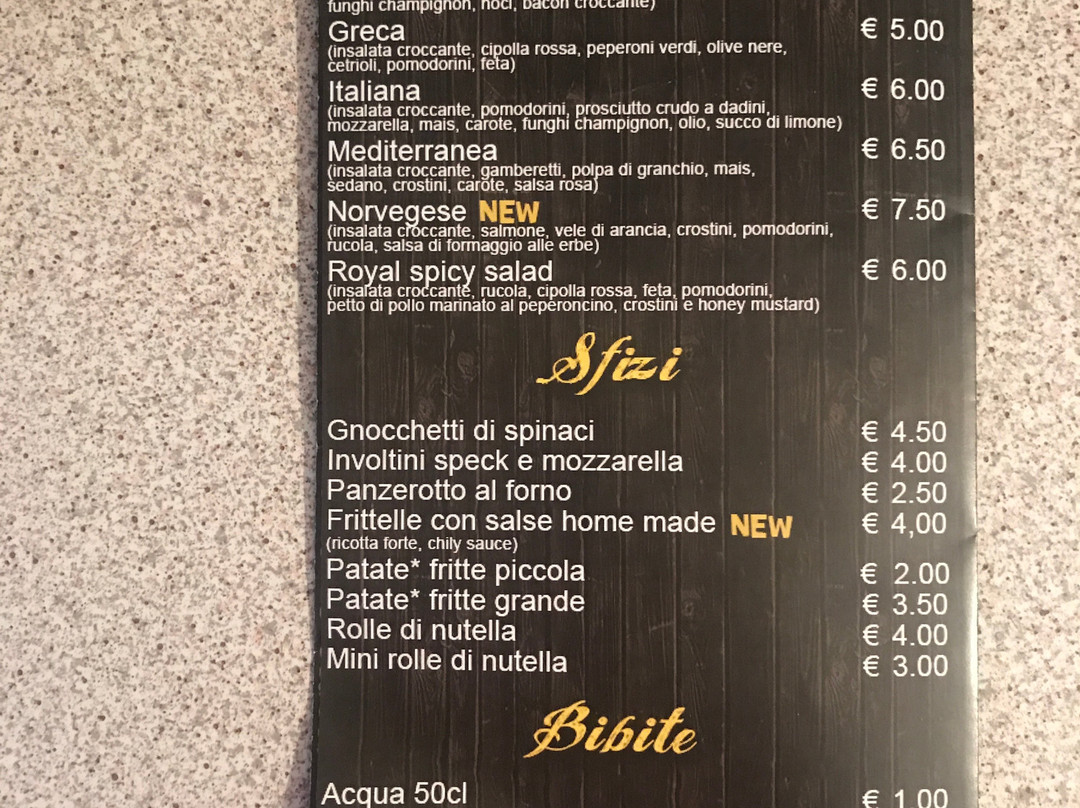 funghi champignon, noci, bacon croccante)
Greca € 5.00
(insalata croccante, cipolla rossa, peperoni verdi, olive nere,
cetrioli, pomodorini, feta)
Italiana € 6.00
(insalata croccante, pomodorini, prosciutto crudo a dadini,
mozzarella, mais, carote, funghi champignon, olio, succo di limone)
Mediterranea € 6.50
(insalata croccante, gamberetti, polpa di granchio, mais,
sedano, crostini, carote, salsa rosa)
Norvegese NEW € 7.50
(insalata croccante, salmone, vele di arancia, crostini, pomodorini,
rucola, salsa di formaggio alle erbe)
Royal spicy salad € 6.00
(insalata croccante, rucola, cipolla rossa, feta, pomodorini,
petto di pollo marinato al peperoncino, crostini e honey mustard)
Sfizi
Gnocchetti di spinaci € 4.50
Involtini speck e mozzarella € 4.00
Panzerotto al forno € 2.50
Frittelle con salse home made NEW € 4,00
(ricotta forte, chily sauce)
Patate* fritte piccola € 2.00
Patate* fritte grande € 3.50
Rolle di nutella € 4.00
Mini rolle di nutella € 3.00
Bibite
Acqua 50cl € 1.00